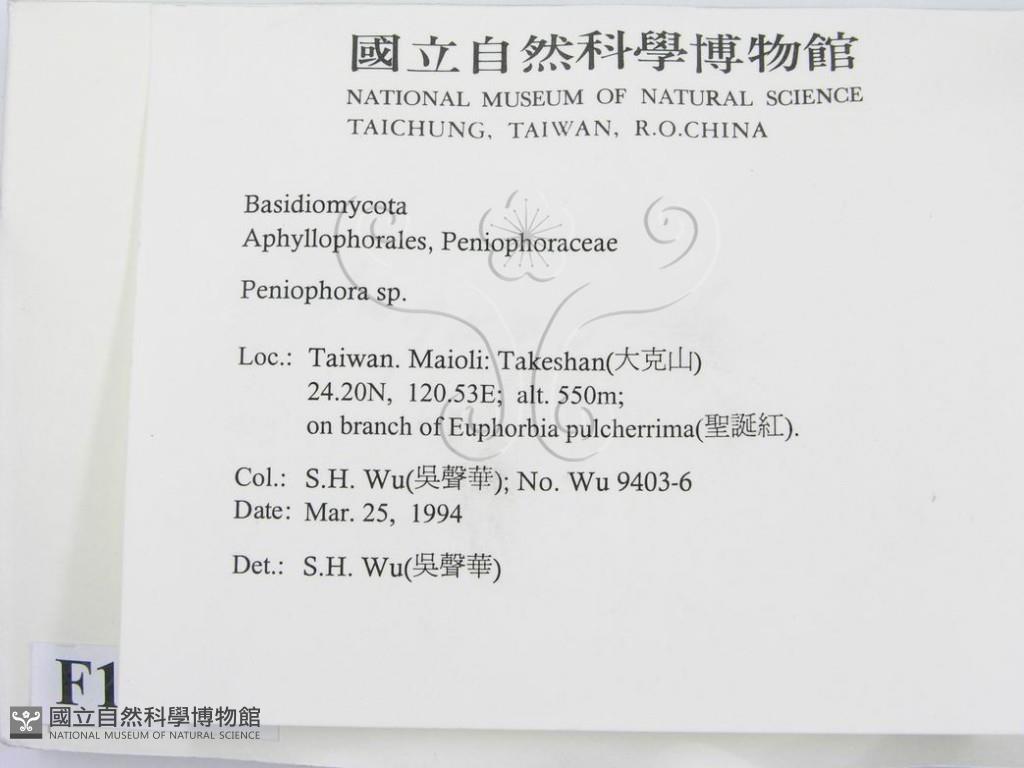 國立自然科學博物館
NATIONAL MUSEUM OF NATURAL SCIENCE
TAICHUNG, TAIWAN, R.O.CHINA
Basidiomycota
Aphyllophorales, Peniophoraceae
Peniophora sp.
Loc.: Taiwan. Maioli: Takeshan(大克山)
24.20N, 120.53E; alt. 550m;
on branch of Euphorbia pulcherrima(聖誕紅).
Col.: S.H. Wu(吳聲華); No. Wu 9403-6
Date: Mar. 25, 1994
Det.: S.H. Wu(吳聲華)
F1
國立自然科學博物館
NATIONAL MUSEUM OF NATURAL SCIENCE